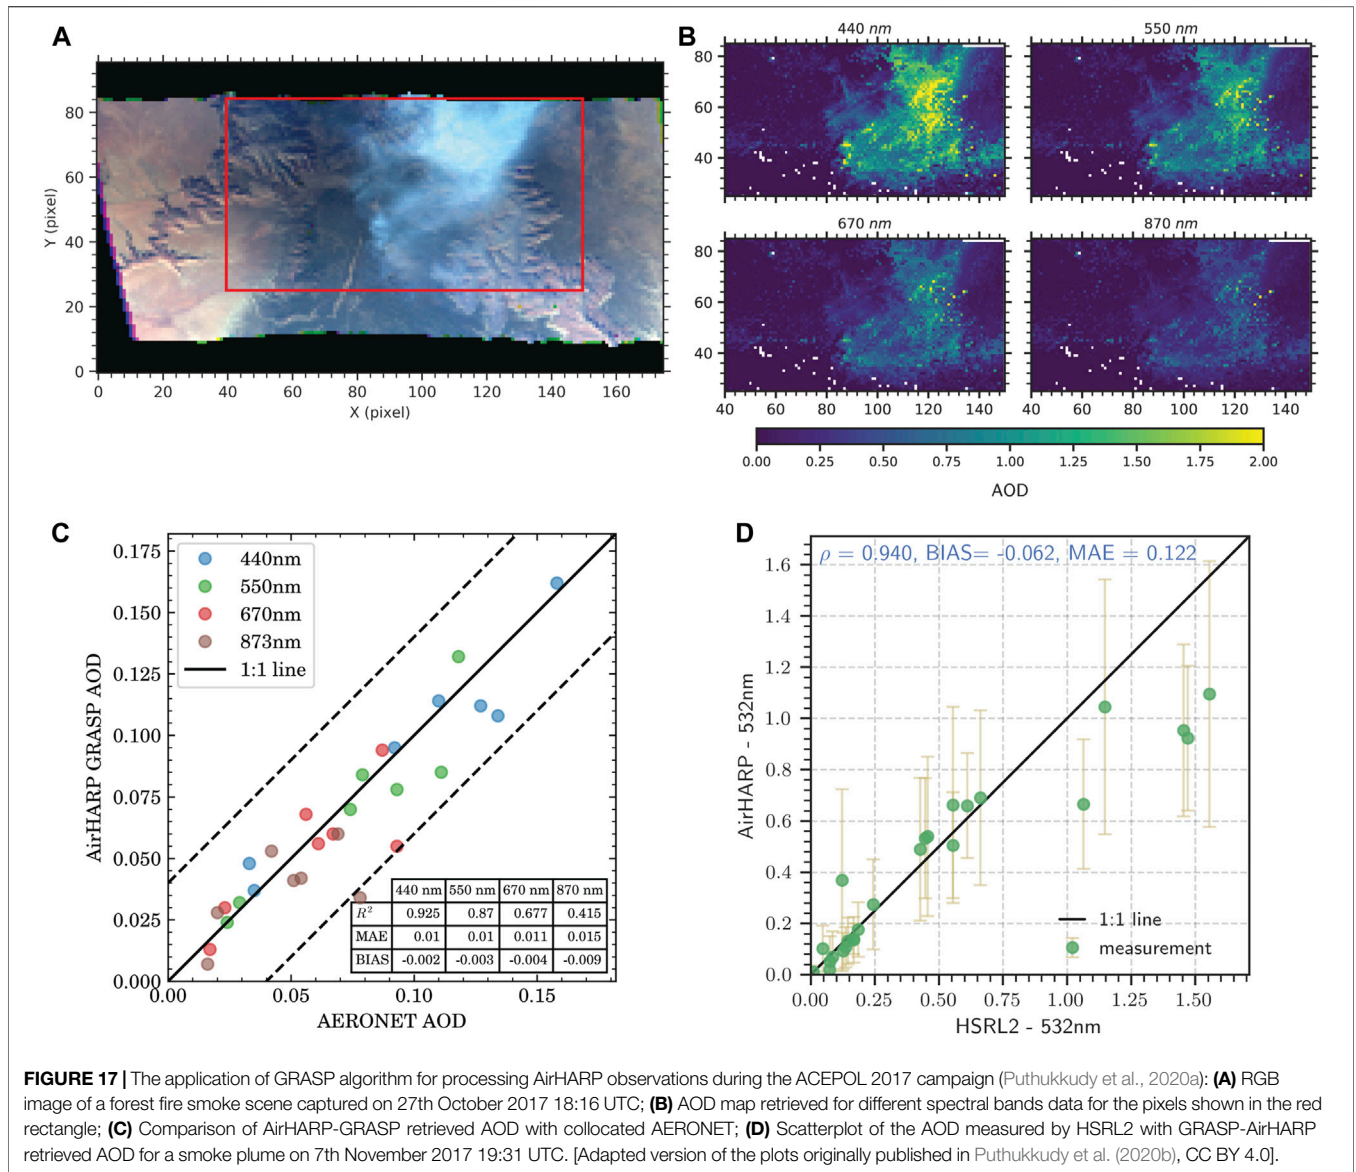 A
80
60
40
20
0
Y (pixel)
0 20 40 60 80 100 120 140 160
X (pixel)
B
440 nm
550 nm
80
60
40
670 nm
870 nm
80
60
40
40 60 80 100 120 140
40 60 80 100 120 140
0.00 0.25 0.50 0.75 1.00 1.25 1.50 1.75 2.00
AOD
C
0.175
0.150
0.125
0.100
0.075
0.050
0.025
0.000
AirHARP GRASP AOD
440nm
550nm
670nm
873nm
1:1 line
440 nm 550 nm 670 nm 870 nm
R² 0.925 0.87 0.677 0.415
MAE 0.01 0.01 0.011 0.015
BIAS -0.002 -0.003 -0.004 -0.009
0.00 0.05 0.10 0.15
AERONET AOD
D
ρ = 0.940, BIAS= -0.062, MAE = 0.122
1.6
1.4
1.2
1.0
0.8
0.6
0.4
0.2
0.0
AirHARP - 532nm
1:1 line
measurement
0.00 0.25 0.50 0.75 1.00 1.25 1.50
HSRL2 - 532nm
FIGURE 17 | The application of GRASP algorithm for processing AirHARP observations during the ACEPOL 2017 campaign (Puthukkudy et al., 2020a): (A) RGB
image of a forest fire smoke scene captured on 27th October 2017 18:16 UTC; (B) AOD map retrieved for different spectral bands data for the pixels shown in the red
rectangle; (C) Comparison of AirHARP-GRASP retrieved AOD with collocated AERONET; (D) Scatterplot of the AOD measured by HSRL2 with GRASP-AirHARP
retrieved AOD for a smoke plume on 7th November 2017 19:31 UTC. [Adapted version of the plots originally published in Puthukkudy et al. (2020b), CC BY 4.0].